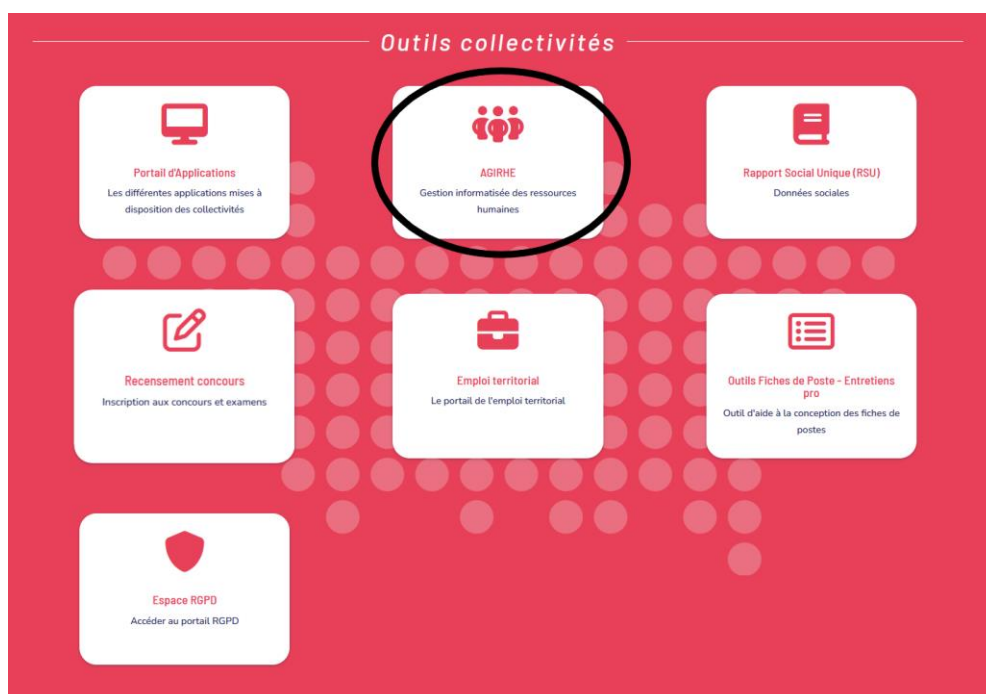 Outils collectivités
Portail d'Applications
Les différentes applications mises à
disposition des collectivités
AGIRHE
Gestion informatisée des ressources
humaines
Rapport Social Unique (RSU)
Données sociales
Recensement concours
Inscription aux concours et examens
Emploi territorial
Le portail de l'emploi territorial
Outils Fiches de Poste - Entretiens
pro
Outil d'aide à la conception des fiches de
postes
Espace RGPD
Accéder au portail RGPD